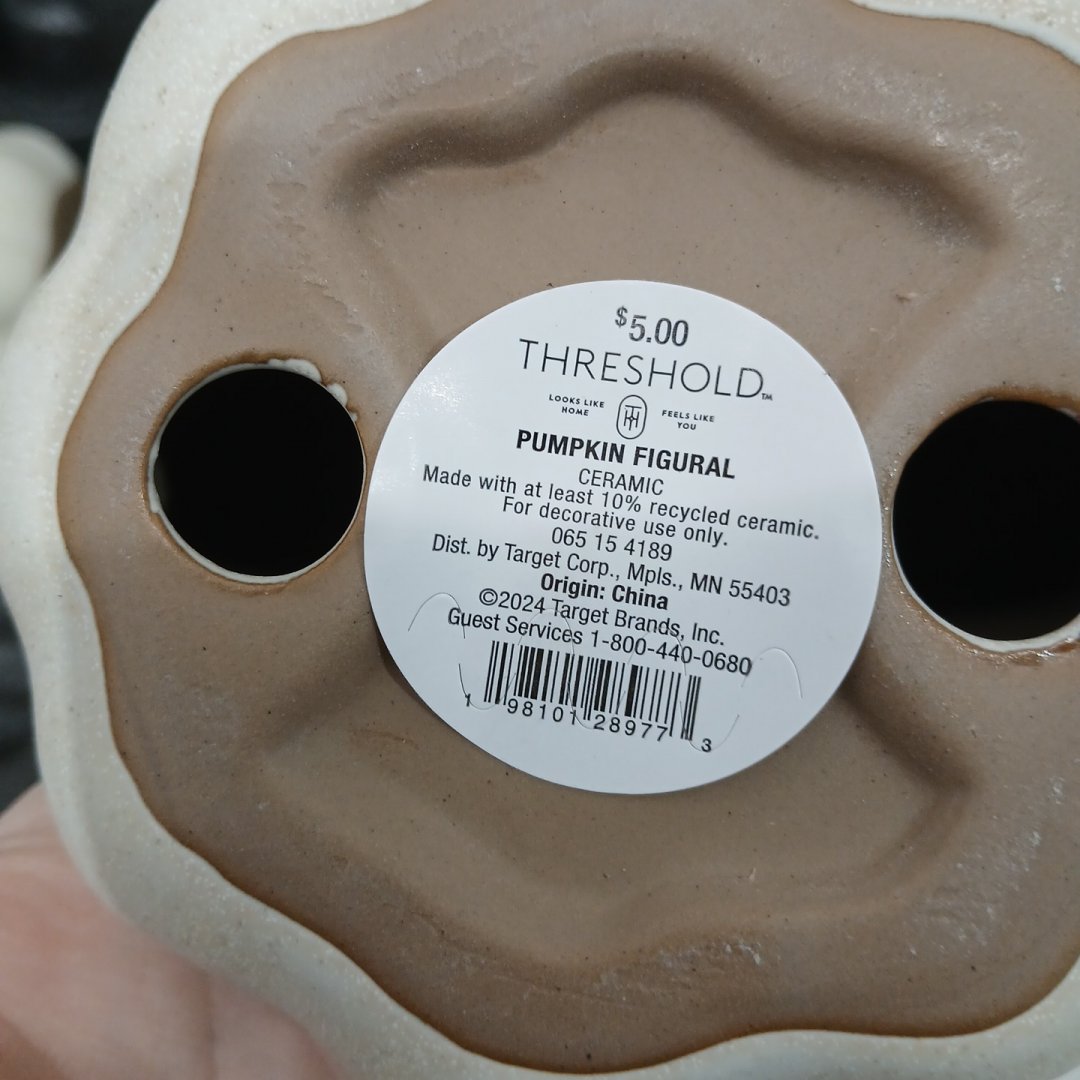 $5.00
THRESHOLD™
LOOKS LIKE HOME TH FEELS LIKE YOU
PUMPKIN FIGURAL
CERAMIC
Made with at least 10% recycled ceramic.
For decorative use only.
065 15 4189
Dist. by Target Corp., Mpls., MN 55403
Origin: China
©2024 Target Brands, Inc.
Guest Services 1-800-440-0680
1 98101 28977 3